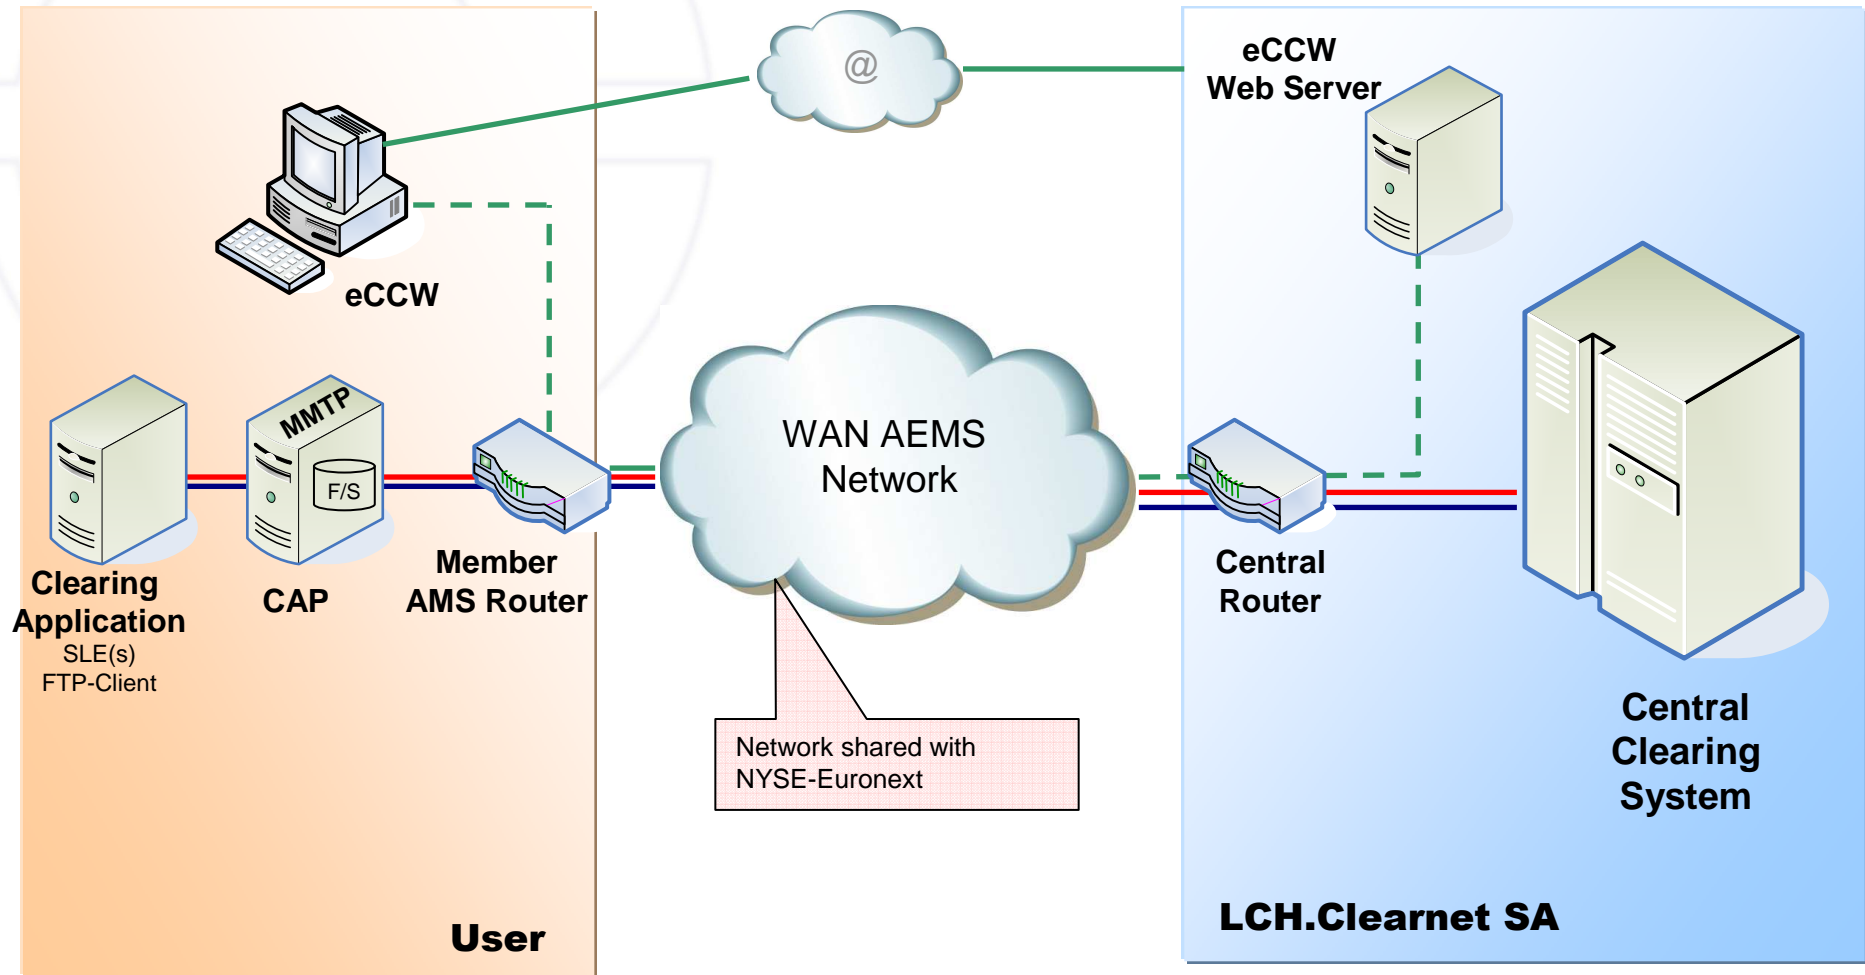 @
eCCW
Web Server
eCCW
MMTP
F/S
WAN AEMS
Network
Clearing
Application
SLE(s)
FTP-Client
CAP
Member
AMS Router
Central
Router
Network shared with
NYSE-Euronext
Central
Clearing
System
User
LCH.Clearnet SA